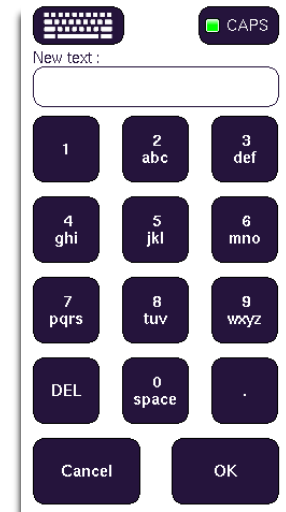 CAPS
New text :
1
2
abc
3
def
4
ghi
5
jkl
6
mno
7
pqrs
8
tuv
9
wxyz
DEL
0
space
.
Cancel
OK